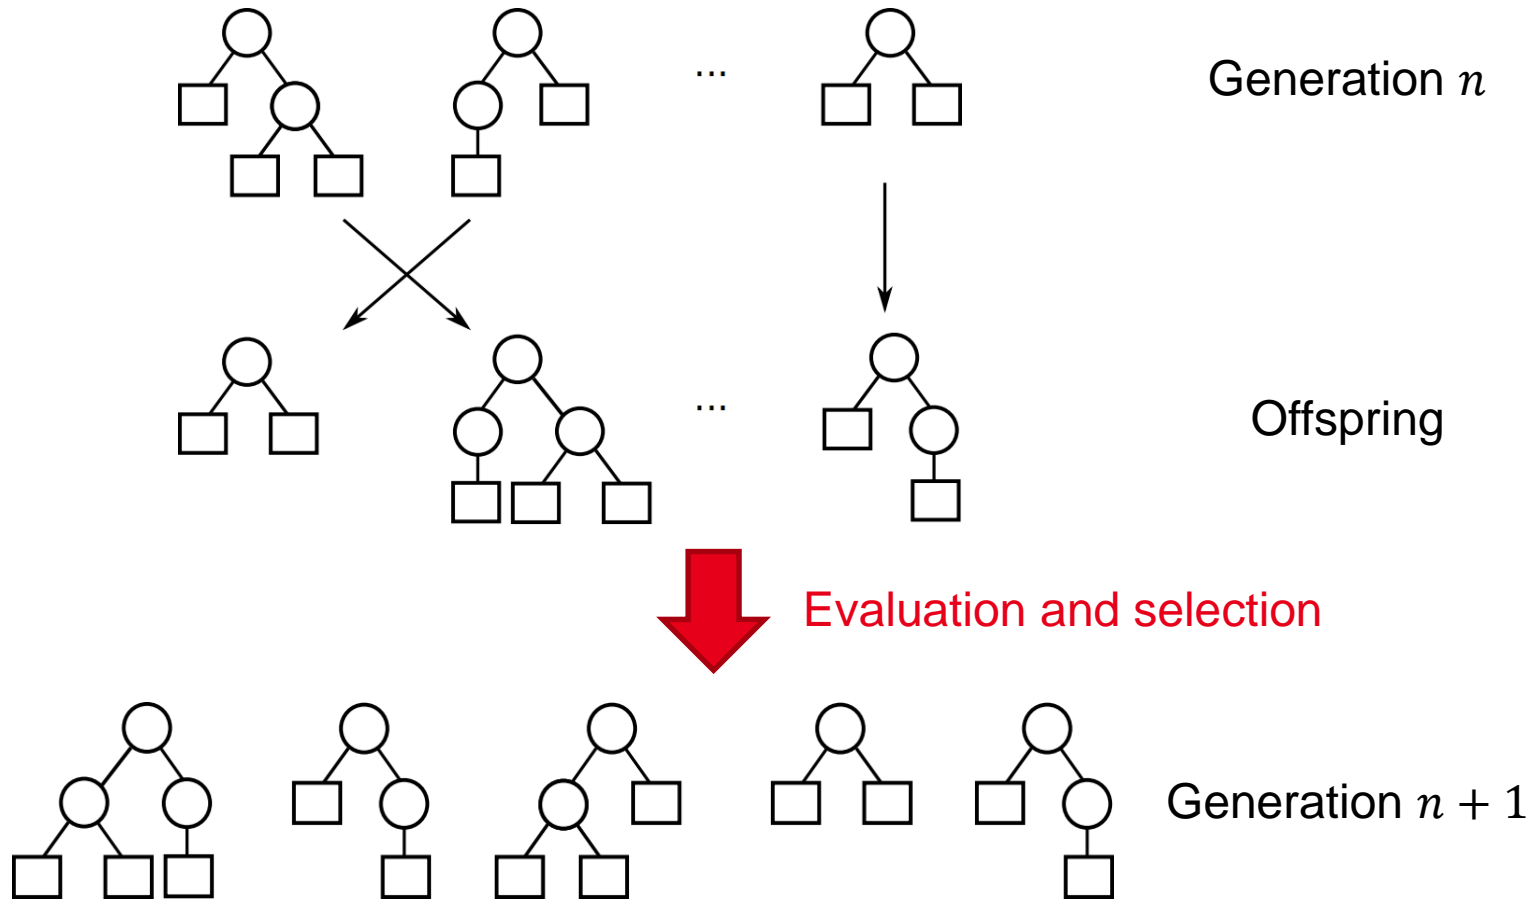 ... Generation n
... Offspring
Evaluation and selection
Generation n + 1